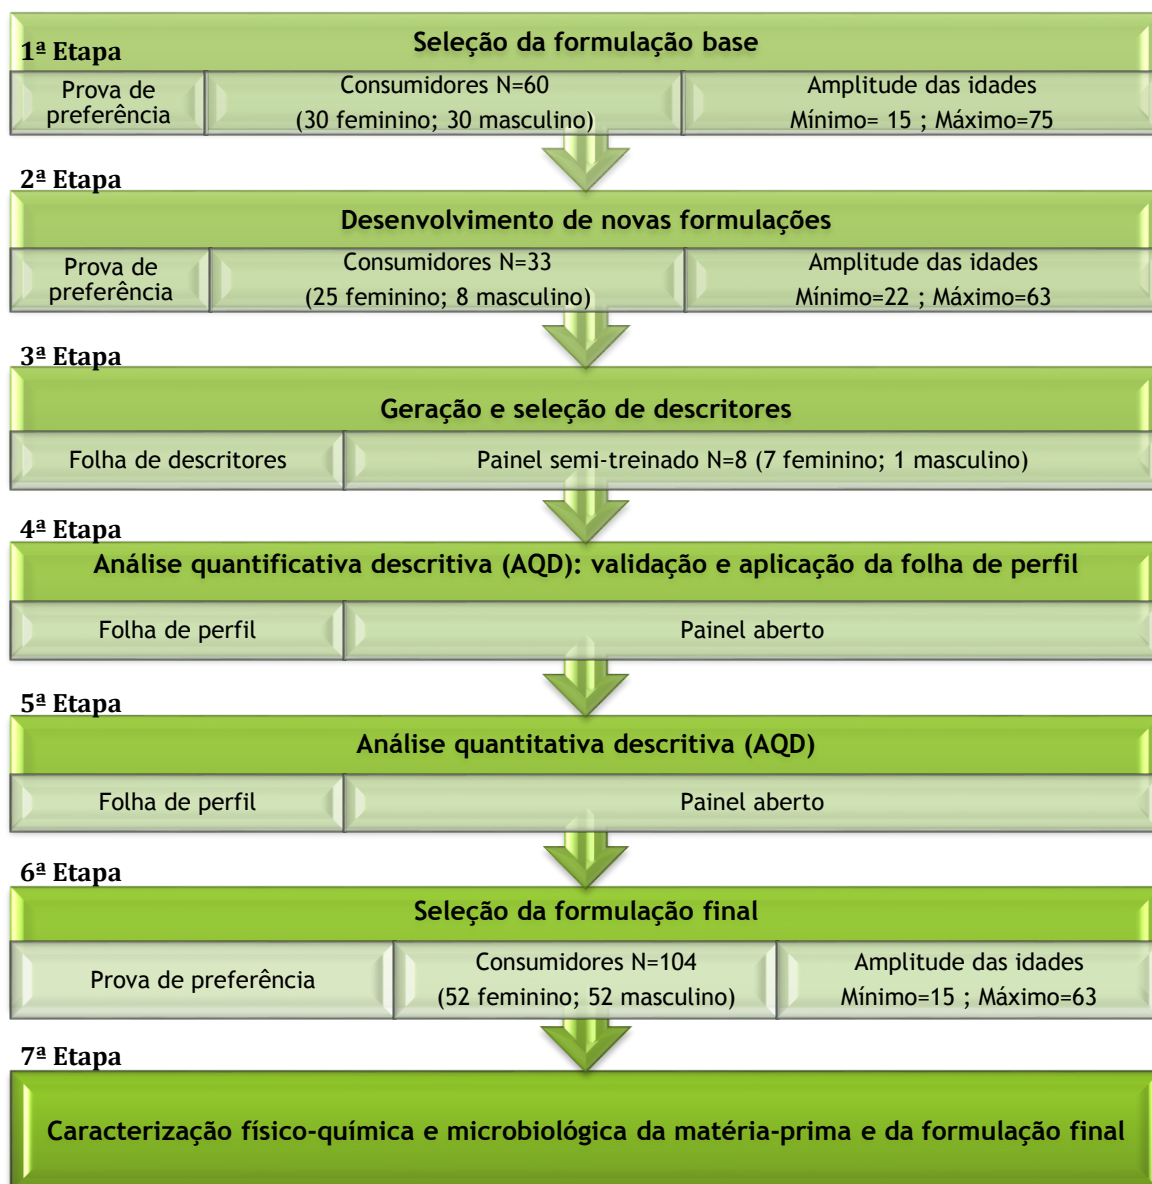 1ª Etapa
Seleção da formulação base
Prova de
preferência
Consumidores N=60
(30 feminino; 30 masculino)
Amplitude das idades
Mínimo= 15 ; Máximo=75
2ª Etapa
Desenvolvimento de novas formulações
Prova de
preferência
Consumidores N=33
(25 feminino; 8 masculino)
Amplitude das idades
Mínimo=22 ; Máximo=63
3ª Etapa
Geração e seleção de descritores
Folha de descritores
Painel semi-treinado N=8 (7 feminino; 1 masculino)
4ª Etapa
Análise quantificativa descritiva (AQD): validação e aplicação da folha de perfil
Folha de perfil
Painel aberto
5ª Etapa
Análise quantitativa descritiva (AQD)
Folha de perfil
Painel aberto
6ª Etapa
Seleção da formulação final
Prova de preferência
Consumidores N=104
(52 feminino; 52 masculino)
Amplitude das idades
Mínimo=15 ; Máximo=63
7ª Etapa
Caracterização físico-química e microbiológica da matéria-prima e da formulação final